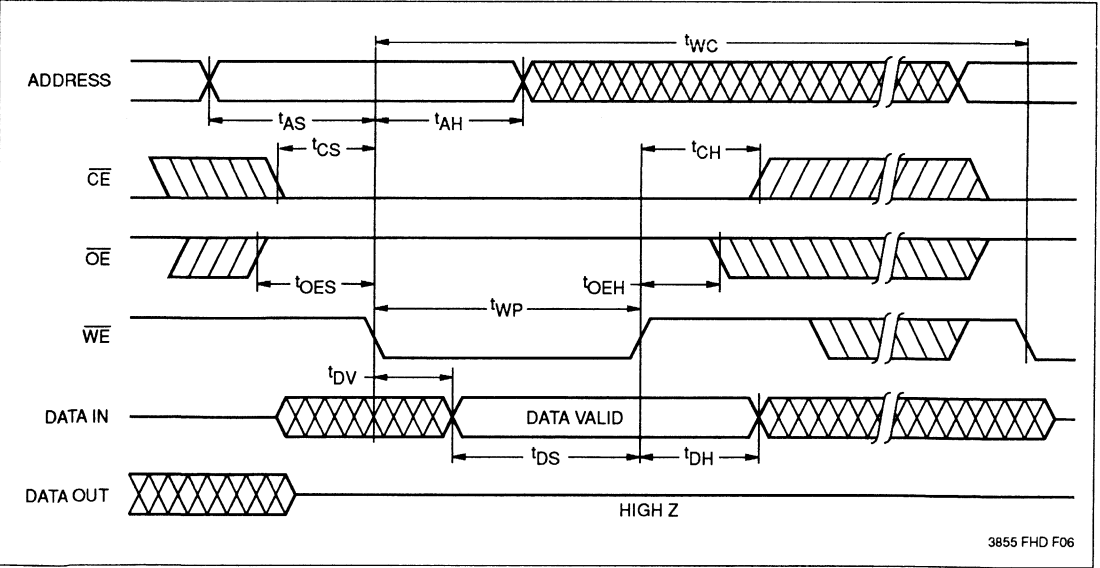 tWC
ADDRESS
tAS
tAH
tCS
tCH
CE
OE
tOES
tOEH
tWP
WE
tDV
DATA IN
DATA VALID
tDS
tDH
DATA OUT
HIGH Z
3855 FHD F06